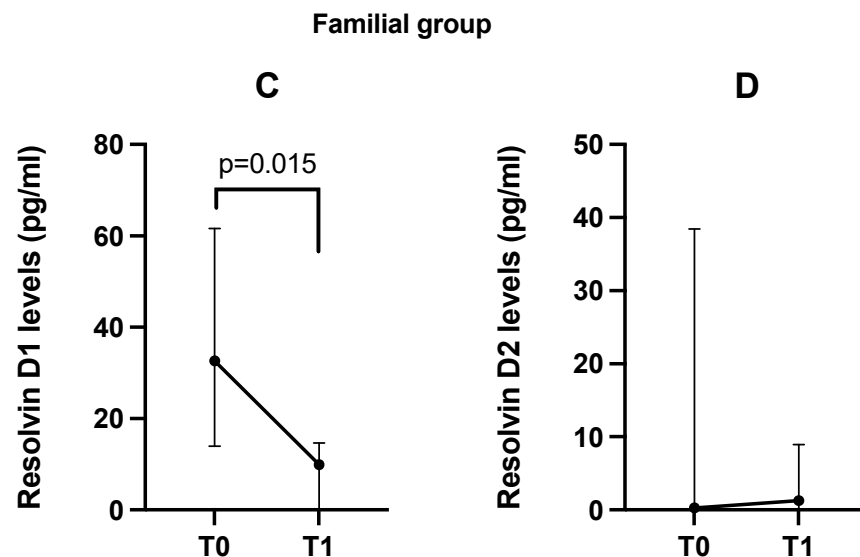 Familial group
C
Resolvin D1 levels (pg/ml)
80
60
40
20
0
p=0.015
T0 T1
D
Resolvin D2 levels (pg/ml)
50
40
30
20
10
0
T0 T1